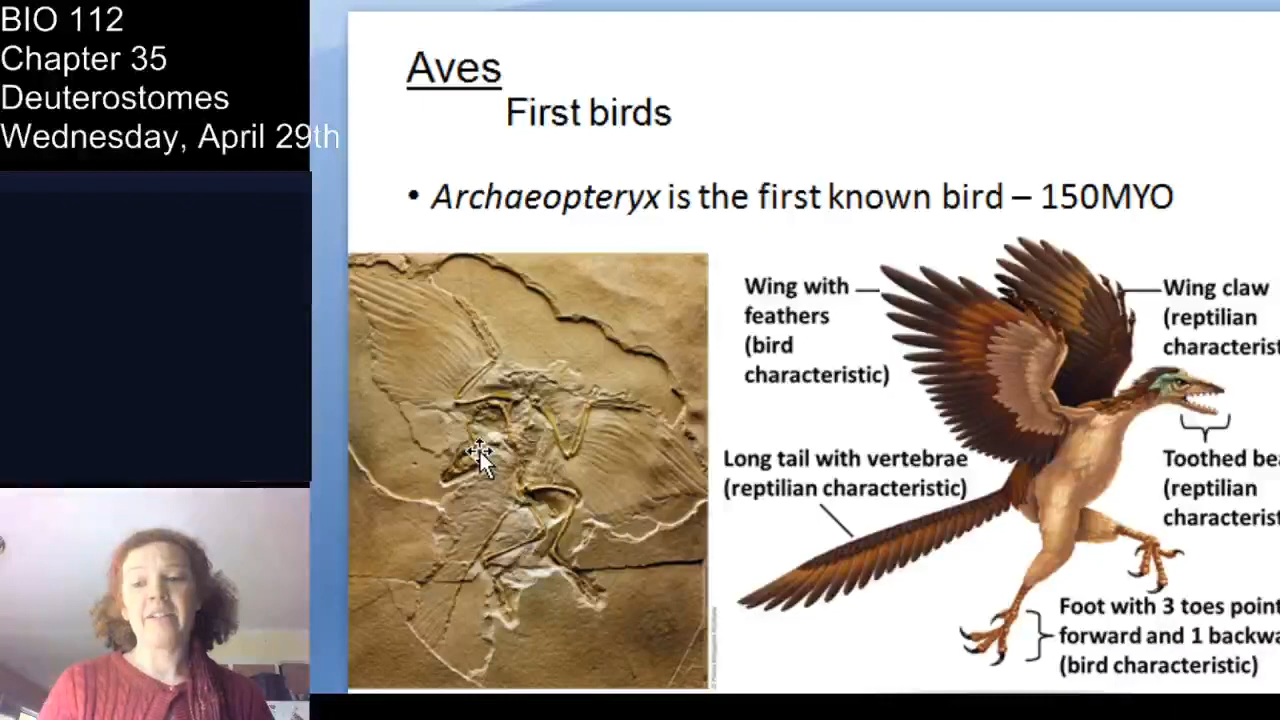 BIO 112
Chapter 35
Deuterostomes
Wednesday, April 29th
Aves
First birds
• Archaeopteryx is the first known bird – 150MYO
Wing with
feathers
(bird
characteristic)
Wing claw
(reptilian
characterist
Long tail with vertebrae
(reptilian characteristic)
Toothed bea
(reptilian
characterist
Foot with 3 toes point
forward and 1 backwa
(bird characteristic)